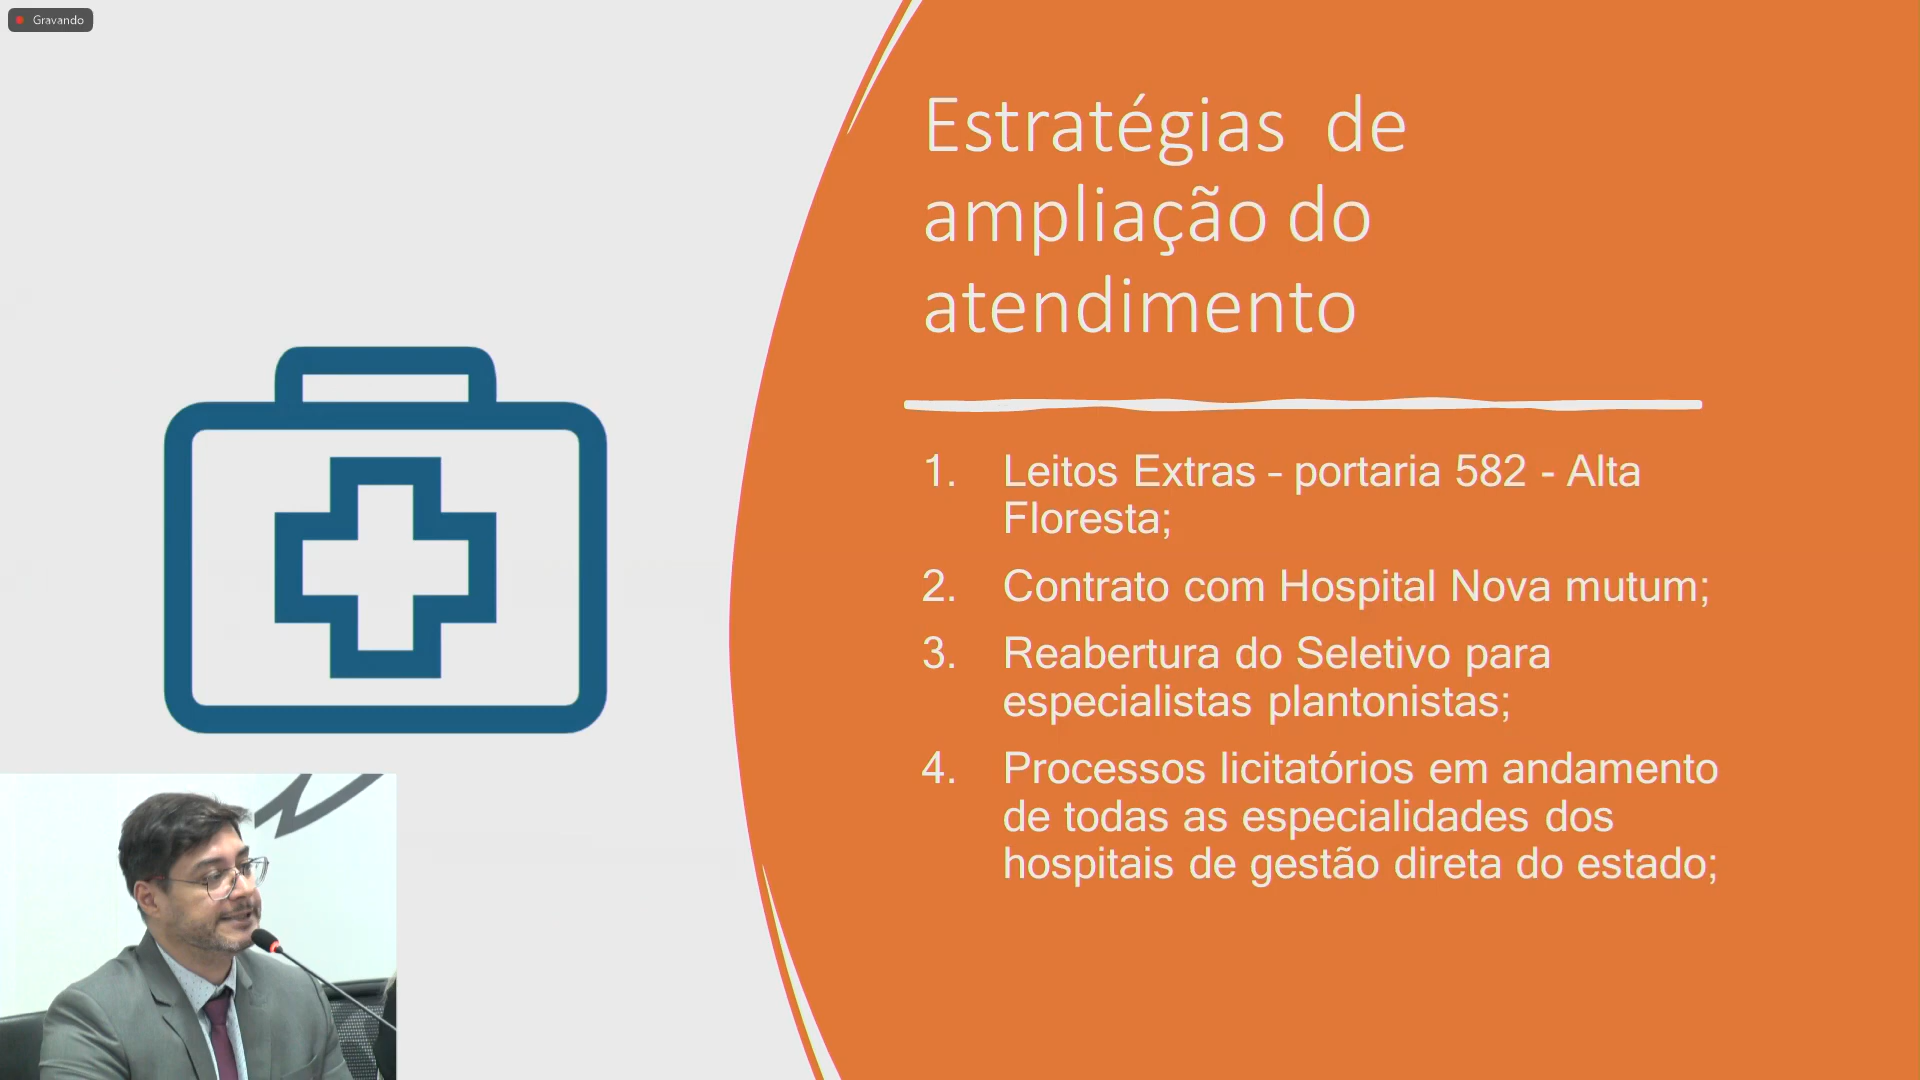 Gravando
Estratégias de
ampliação do
atendimento
1. Leitos Extras - portaria 582 - Alta
Floresta;
2. Contrato com Hospital Nova mutum;
3. Reabertura do Seletivo para
especialistas plantonistas;
4. Processos licitatórios em andamento
de todas as especialidades dos
hospitais de gestão direta do estado;